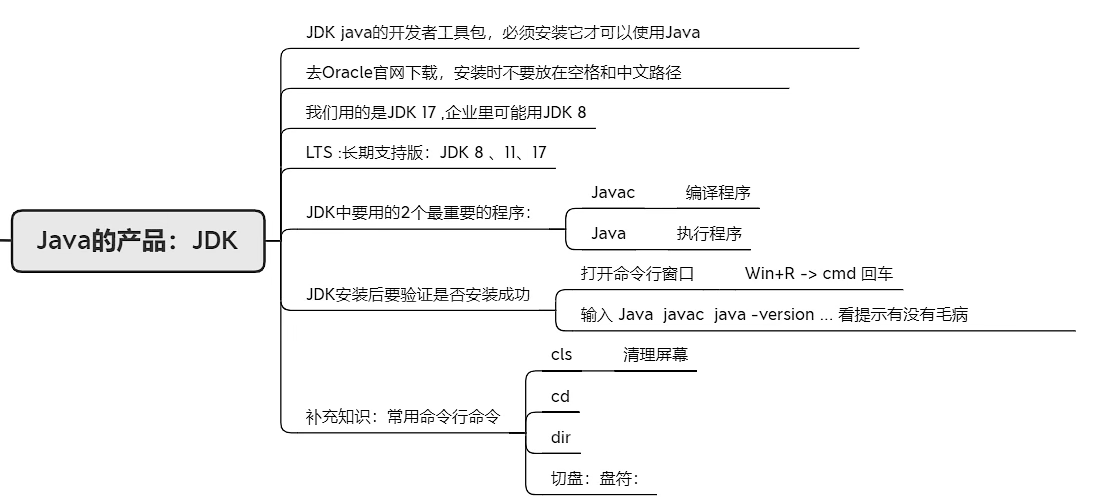 JDK java的开发者工具包，必须安装它才可以使用Java
去Oracle官网下载，安装时不要放在空格和中文路径
我们用的是JDK 17 ,企业里可能用JDK 8
LTS :长期支持版：JDK 8 、11、17
Java的产品：JDK
JDK中要用的2个最重要的程序：
Javac 编译程序
Java 执行程序
JDK安装后要验证是否安装成功
打开命令行窗口 Win+R -> cmd 回车
输入 Java javac java -version ... 看提示有没有毛病
补充知识：常用命令行命令
cls 清理屏幕
cd
dir
切盘：盘符：